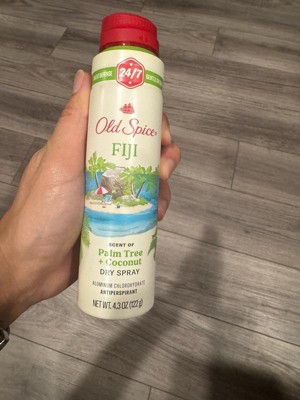 24/7
Old Spice
FIJI
SCENT OF
Palm Tree
+ Coconut
DRY SPRAY
ALUMINUM CHLOROHYDRATE
ANTIPERSPIRANT
NET WT. 4.3 OZ (122g)